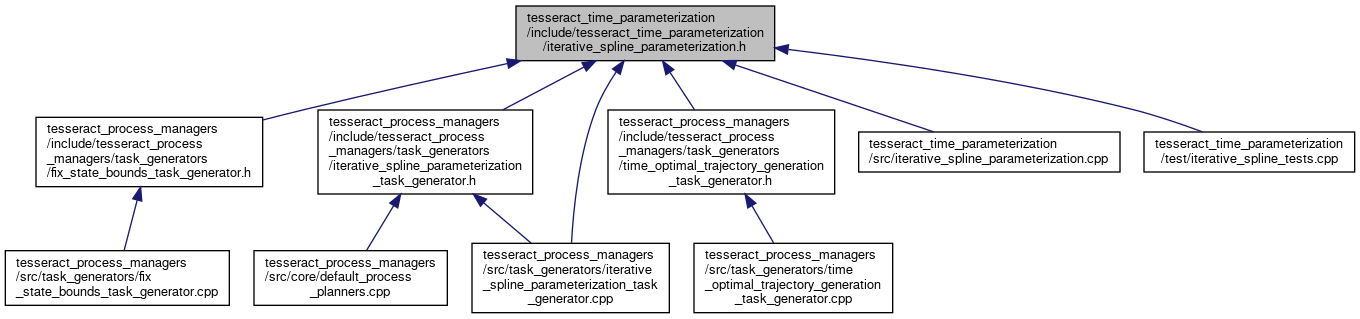 tesseract_time_parameterization
/include/tesseract_time_parameterization
/iterative_spline_parameterization.h
tesseract_process_managers
/include/tesseract_process
_managers/task_generators
/fix_state_bounds_task_generator.h
tesseract_process_managers
/include/tesseract_process
_managers/task_generators
/iterative_spline_parameterization
_task_generator.h
tesseract_process_managers
/include/tesseract_process
_managers/task_generators
/time_optimal_trajectory_generation
_task_generator.h
tesseract_time_parameterization
/src/iterative_spline_parameterization.cpp
tesseract_time_parameterization
/test/iterative_spline_tests.cpp
tesseract_process_managers
/src/task_generators/fix
_state_bounds_task_generator.cpp
tesseract_process_managers
/src/core/default_process
_planners.cpp
tesseract_process_managers
/src/task_generators/iterative
_spline_parameterization_task
_generator.cpp
tesseract_process_managers
/src/task_generators/time
_optimal_trajectory_generation
_task_generator.cpp